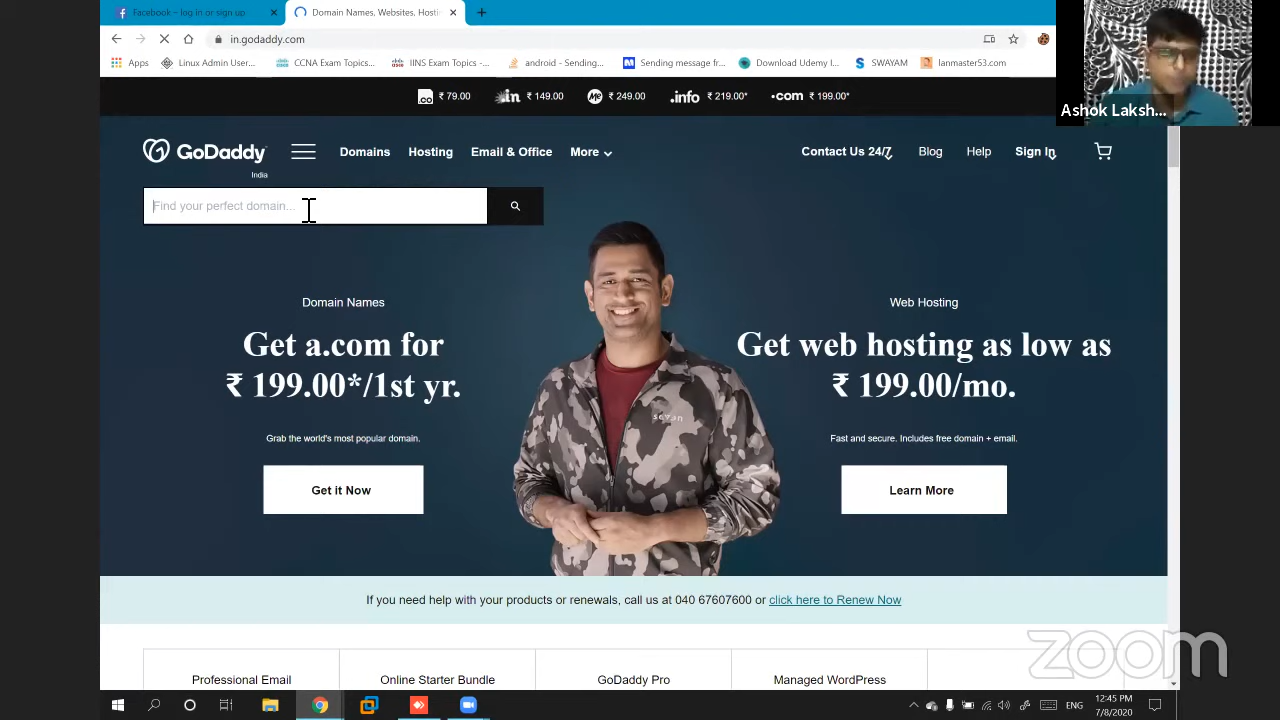 Facebook – log in or sign up
Domain Names, Websites, Hosti
in.godaddy.com
Apps
Linux Admin User...
CCNA Exam Topics...
IINS Exam Topics -...
android - Sending...
Sending message fr...
Download Udemy I...
SWAYAM
lanmaster53.com
Ashok Laksh...
₹ 79.00
.in ₹ 149.00
Me ₹ 249.00
.info ₹ 219.00*
.com ₹ 199.00*
GoDaddy
India
Domains
Hosting
Email & Office
More
Contact Us 24/7
Blog
Help
Sign In
Find your perfect domain...
Domain Names
Get a.com for
₹ 199.00*/1st yr.
Grab the world's most popular domain.
Get it Now
seven
Web Hosting
Get web hosting as low as
₹ 199.00/mo.
Fast and secure. Includes free domain + email.
Learn More
If you need help with your products or renewals, call us at 040 67607600 or click here to Renew Now
zoom
Professional Email
Online Starter Bundle
GoDaddy Pro
Managed WordPress
ENG
12:45 PM
7/8/2020